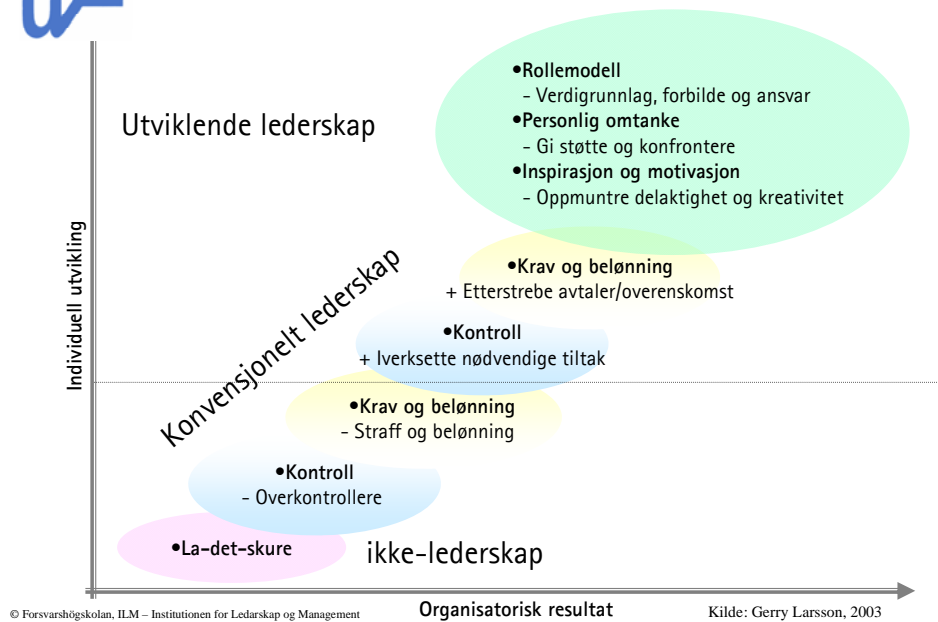 •Rollemodell
- Verdigrunnlag, forbilde og ansvar
•Personlig omtanke
- Gi støtte og konfrontere
•Inspirasjon og motivasjon
- Oppmuntre delaktighet og kreativitet
Utviklende lederskap
Individuell utvikling
Konvensjonelt lederskap
•Krav og belønning
+ Etterstrebe avtaler/overenskomst
•Kontroll
+ Iverksette nødvendige tiltak
•Krav og belønning
- Straff og belønning
•Kontroll
- Overkontrollere
•La-det-skure
ikke-lederskap
Organisatorisk resultat
© Forsvarshögskolan, ILM – Institutionen for Ledarskap og Management
Kilde: Gerry Larsson, 2003